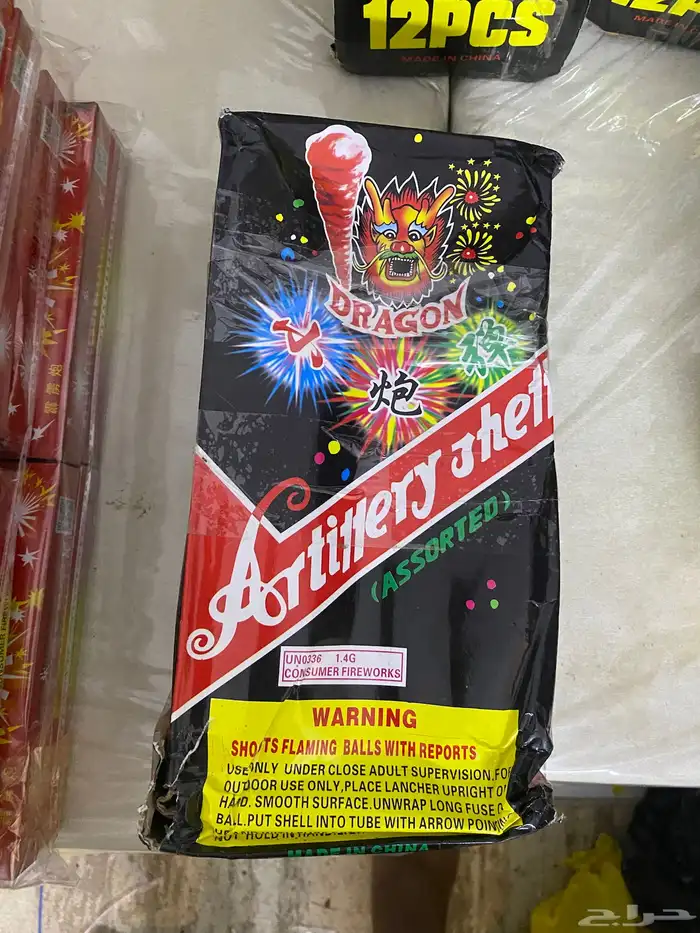 12PCS
MADE IN CHINA
DRAGON
炮
Artillery shell
(ASSORTED)
UN0336 1.4G
CONSUMER FIREWORKS
WARNING
SHOOTS FLAMING BALLS WITH REPORTS
USE ONLY UNDER CLOSE ADULT SUPERVISION.FOR
OUTDOOR USE ONLY,PLACE LANCHER UPRIGHT O
HARD. SMOOTH SURFACE.UNWRAP LONG FUSE O
BALL.PUT SHELL INTO TUBE WITH ARROW POINTI
MADE IN CHINA
حراج